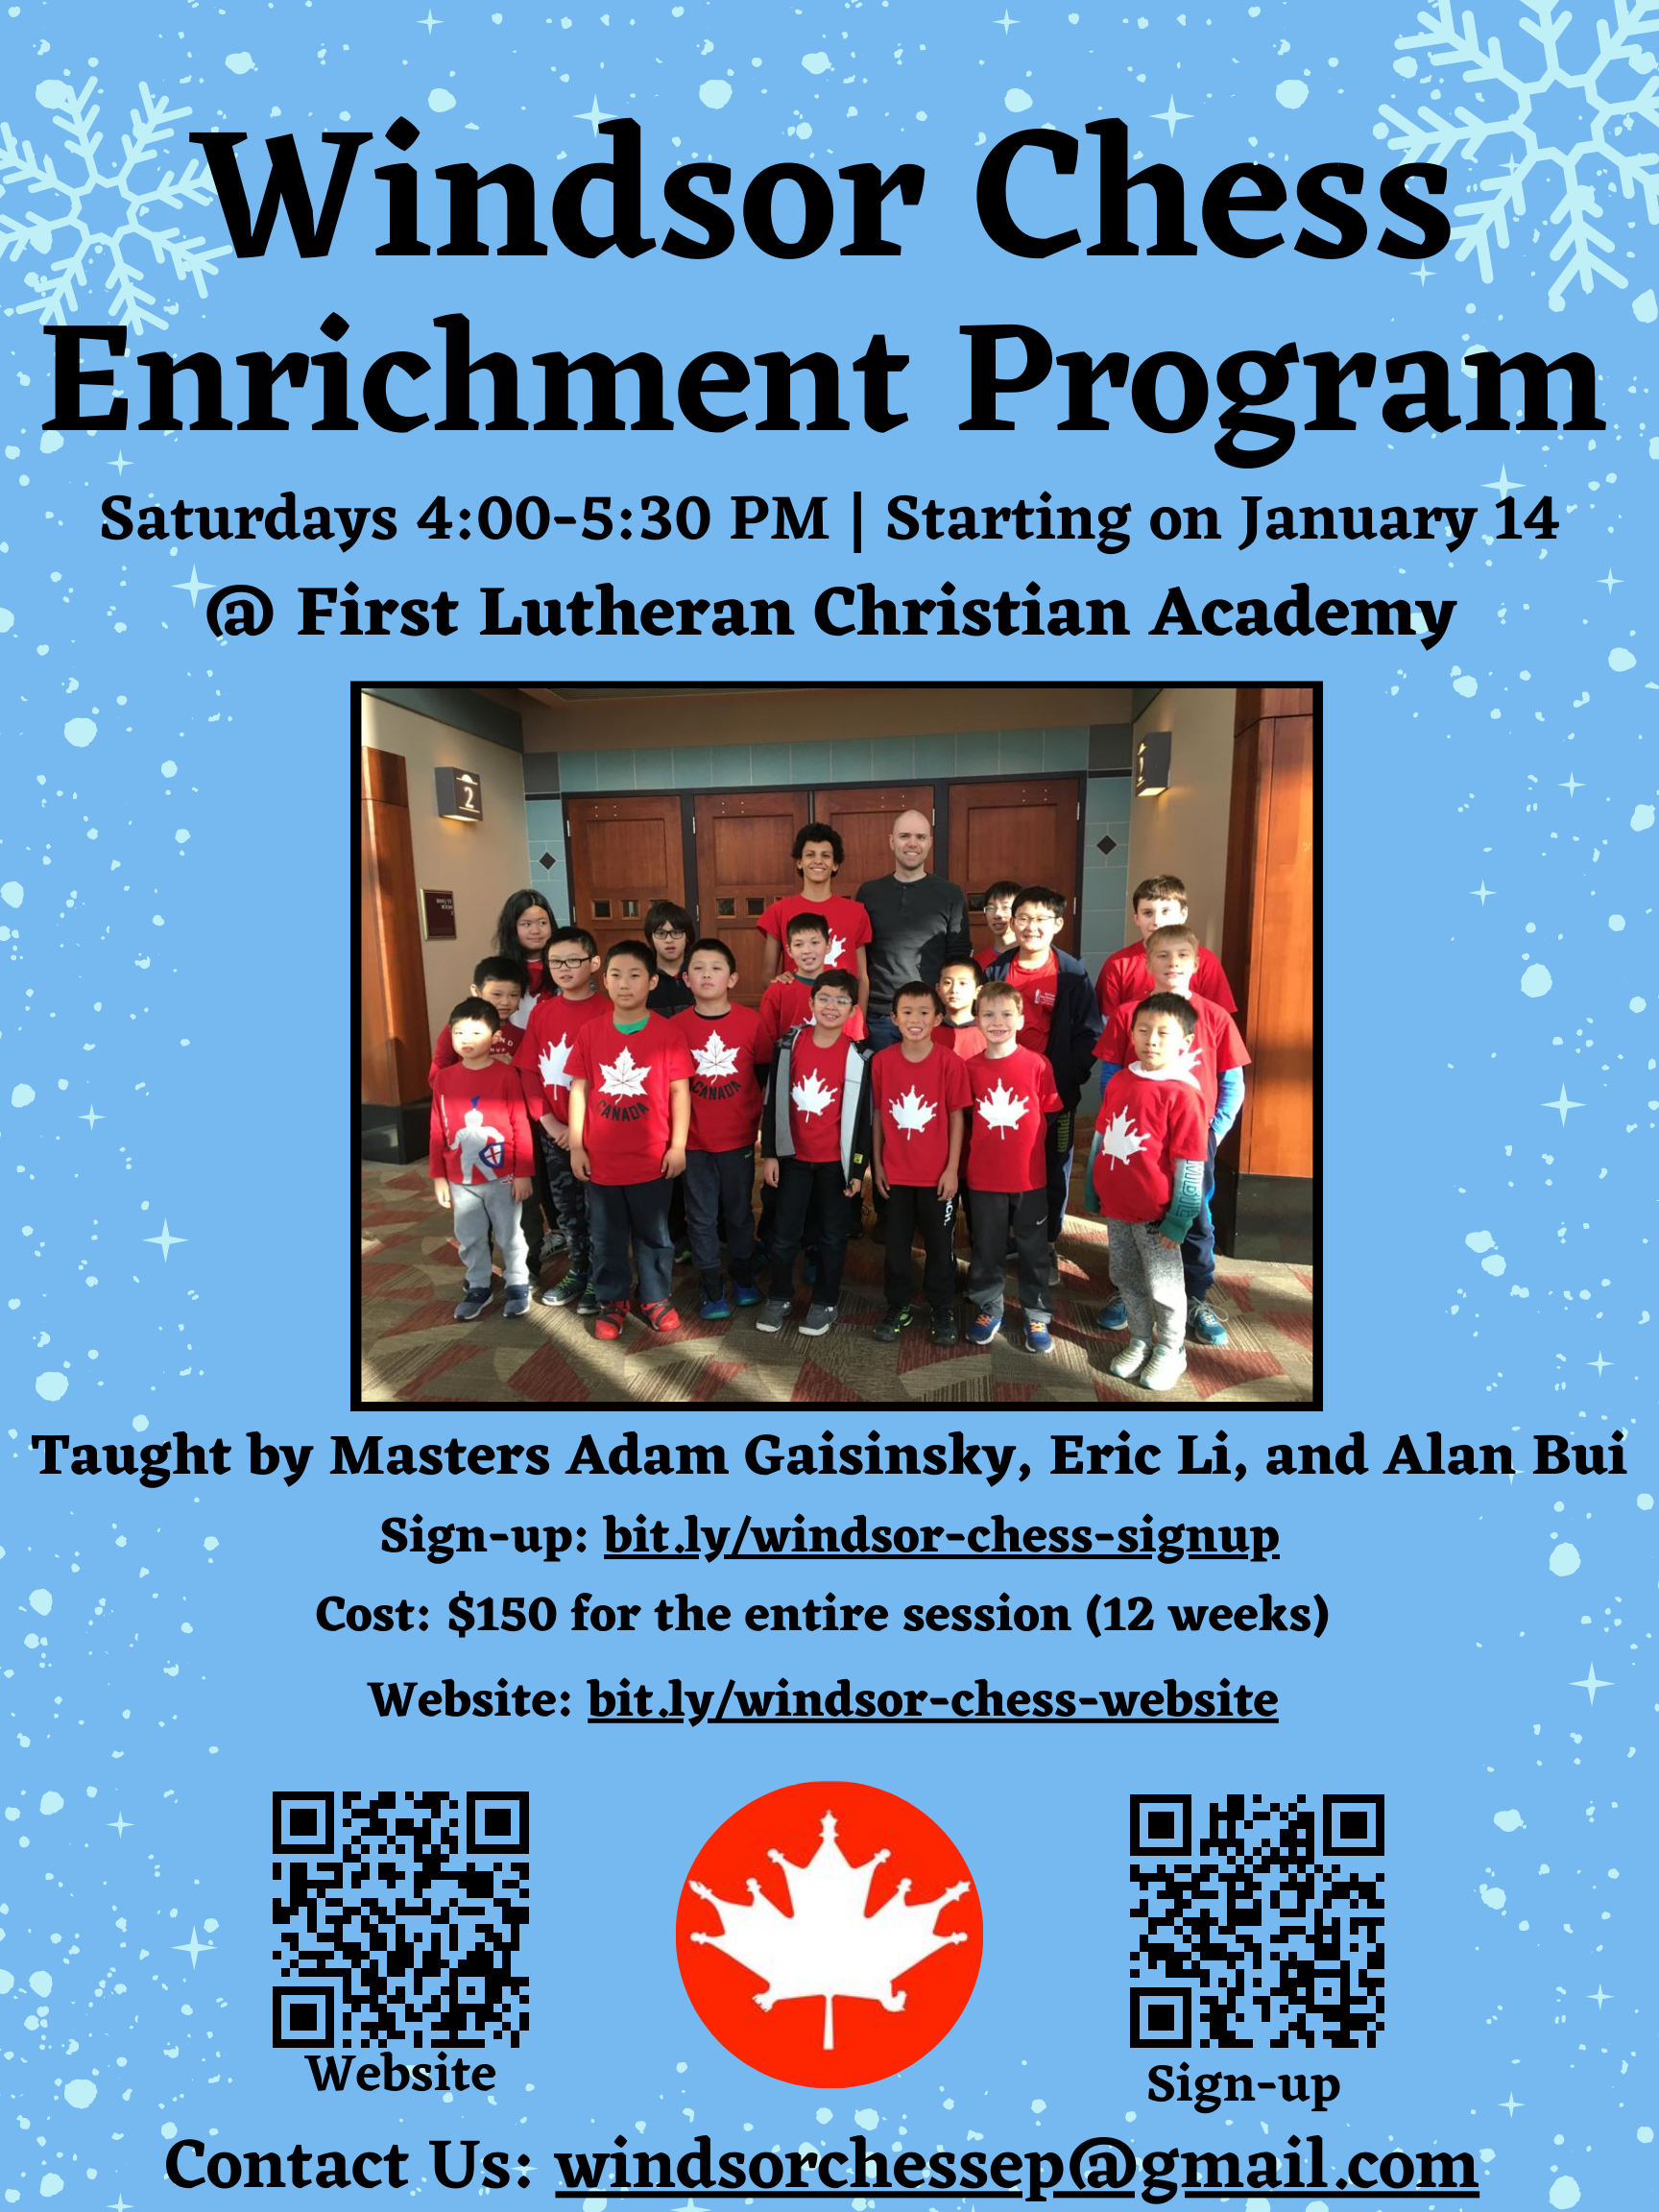 Windsor Chess
Enrichment Program
Saturdays 4:00-5:30 PM | Starting on January 14
@ First Lutheran Christian Academy
2
CANADA
CANADA
Taught by Masters Adam Gaisinsky, Eric Li, and Alan Bui
Sign-up: bit.ly/windsor-chess-signup
Cost: $150 for the entire session (12 weeks)
Website: bit.ly/windsor-chess-website
Website
Sign-up
Contact Us: windsorchessep@gmail.com